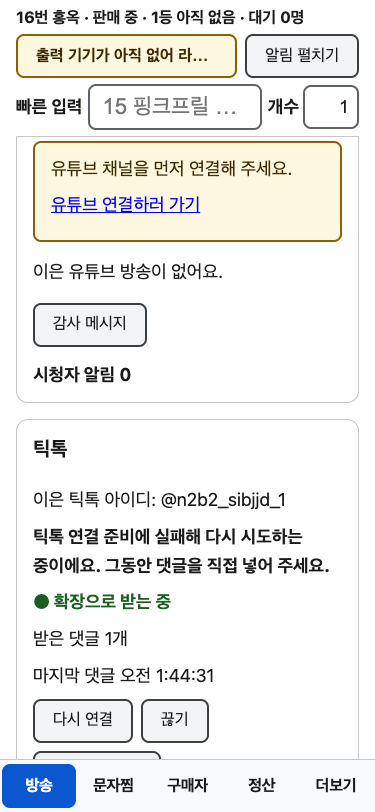 16번 홍옥 · 판매 중 · 1등 아직 없음 · 대기 0명
출력 기기가 아직 없어 라...
알림 펼치기
빠른 입력
15 핑크프릴 ...
개수
1
유튜브 채널을 먼저 연결해 주세요.
유튜브 연결하러 가기
이은 유튜브 방송이 없어요.
감사 메시지
시청자 알림 0
틱톡
이은 틱톡 아이디: @n2b2_sibjjd_1
틱톡 연결 준비에 실패해 다시 시도하는
중이에요. 그동안 댓글을 직접 넣어 주세요.
확장으로 받는 중
받은 댓글 1개
마지막 댓글 오전 1:44:31
다시 연결
끊기
방송
문자찜
구매자
정산
더보기